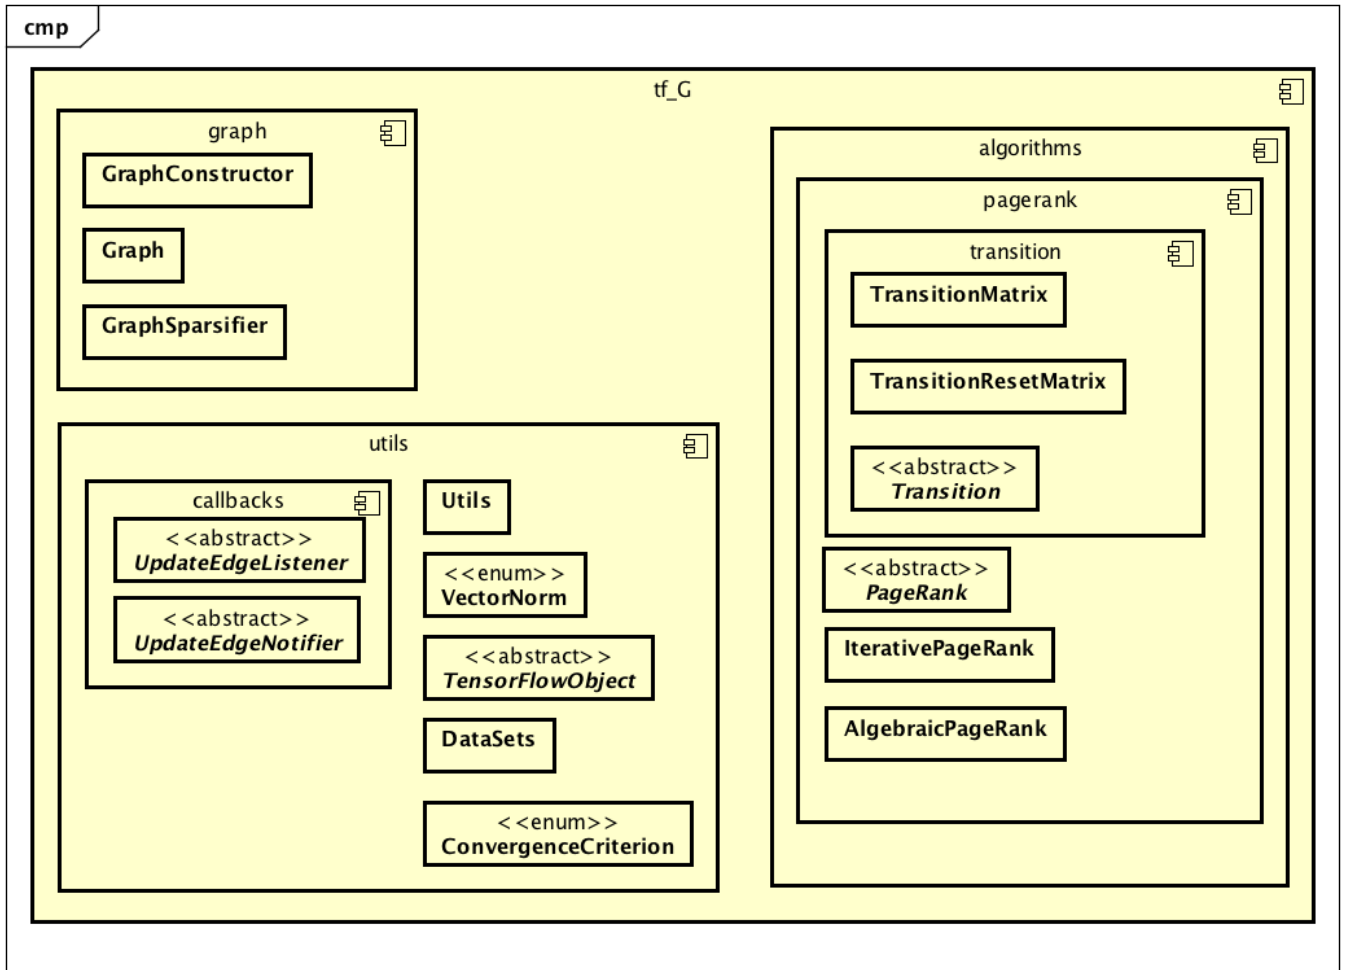 cmp
tf_G
graph
GraphConstructor
Graph
GraphSparsifier
utils
callbacks
<<abstract>>
UpdateEdgeListener
<<abstract>>
UpdateEdgeNotifier
Utils
<<enum>>
VectorNorm
<<abstract>>
TensorFlowObject
DataSets
<<enum>>
ConvergenceCriterion
algorithms
pagerank
transition
TransitionMatrix
TransitionResetMatrix
<<abstract>>
Transition
<<abstract>>
PageRank
IterativePageRank
AlgebraicPageRank